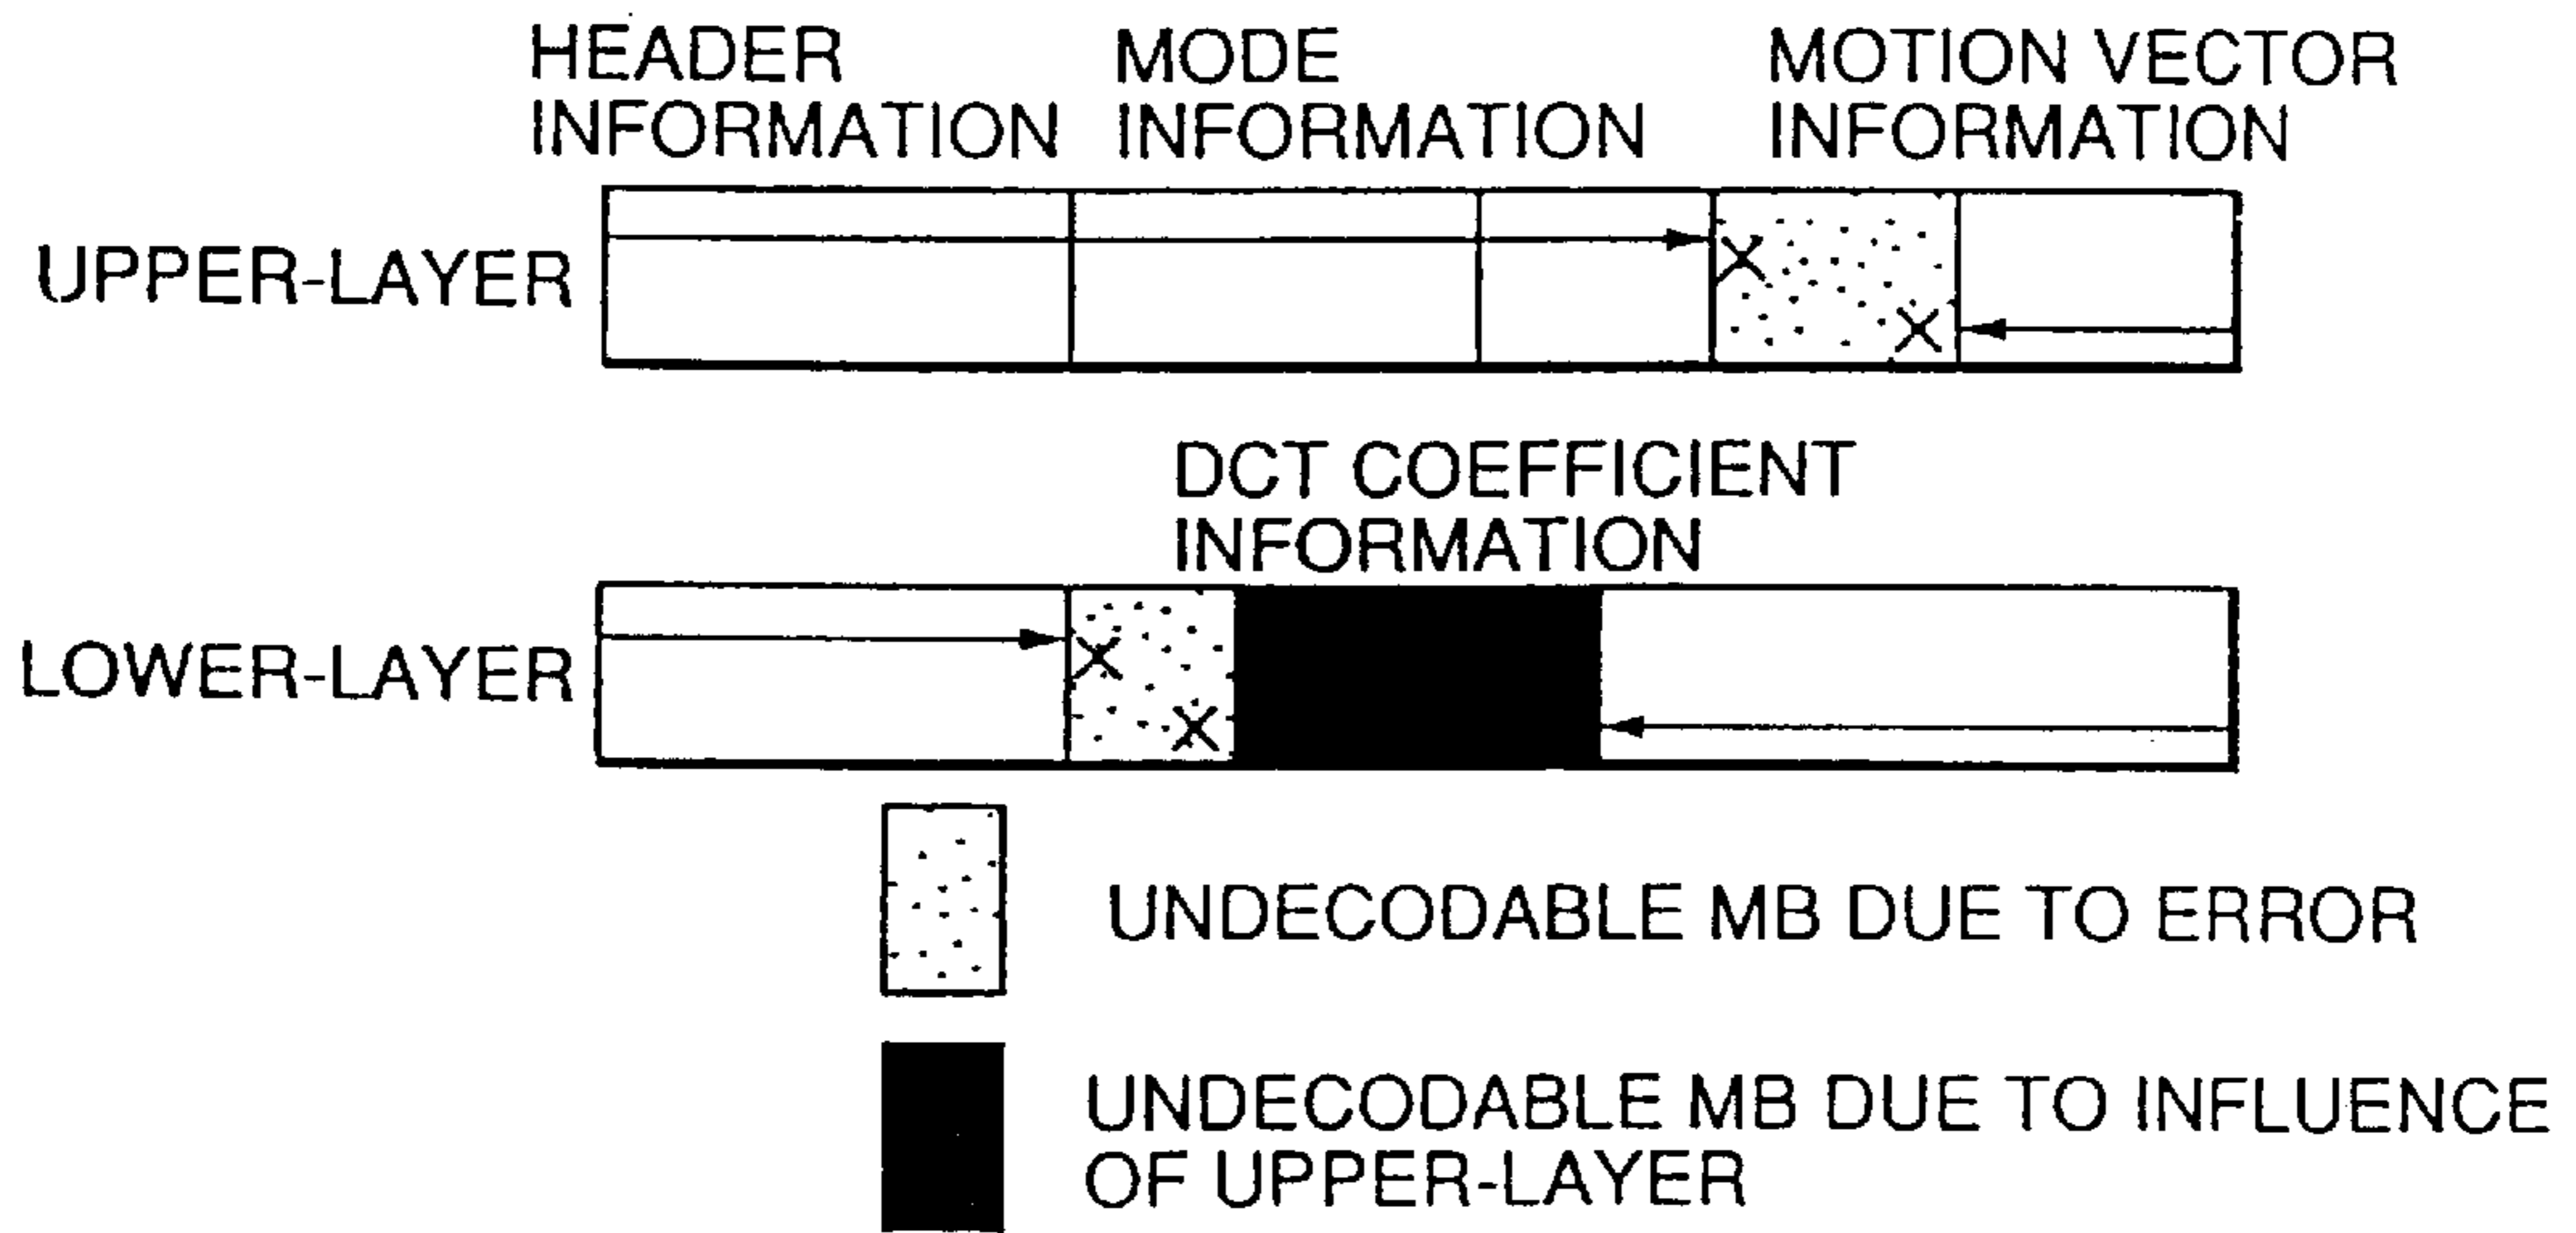 HEADER INFORMATION
MODE INFORMATION
MOTION VECTOR INFORMATION
UPPER-LAYER
DCT COEFFICIENT INFORMATION
LOWER-LAYER
UNDECODABLE MB DUE TO ERROR
UNDECODABLE MB DUE TO INFLUENCE
OF UPPER-LAYER